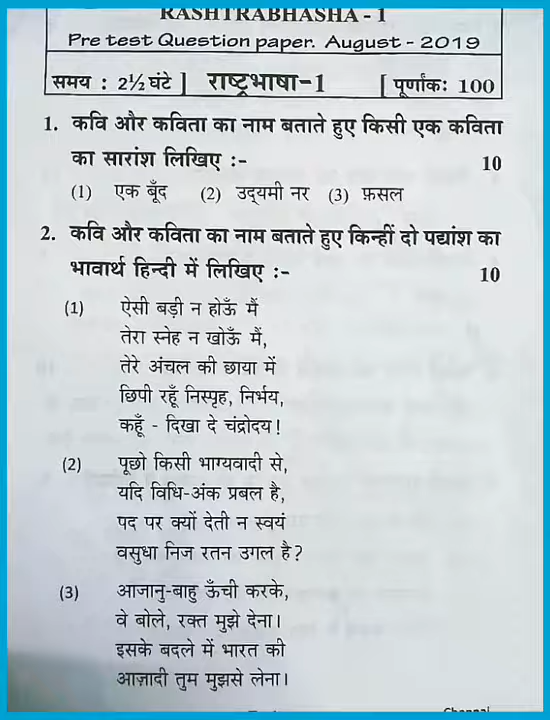 RASHTRABHASHA - 1
Pre test Question paper. August - 2019
समय : 2½ घंटे ] राष्ट्रभाषा-1 [ पूर्णांकः 100
1. कवि और कविता का नाम बताते हुए किसी एक कविता
का सारांश लिखिए :- 10
(1) एक बूँद (2) उद्यमी नर (3) फ़सल
2. कवि और कविता का नाम बताते हुए किन्हीं दो पद्यांश का
भावार्थ हिन्दी में लिखिए :- 10
(1) ऐसी बड़ी न होऊँ मैं
तेरा स्नेह न खोऊँ मैं,
तेरे अंचल की छाया में
छिपी रहूँ निस्पृह, निर्भय,
कहूँ - दिखा दे चंद्रोदय!
(2) पूछो किसी भाग्यवादी से,
यदि विधि-अंक प्रबल है,
पद पर क्यों देती न स्वयं
वसुधा निज रतन उगल है?
(3) आजानु-बाहु ऊँची करके,
वे बोले, रक्त मुझे देना।
इसके बदले में भारत की
आज़ादी तुम मुझसे लेना।